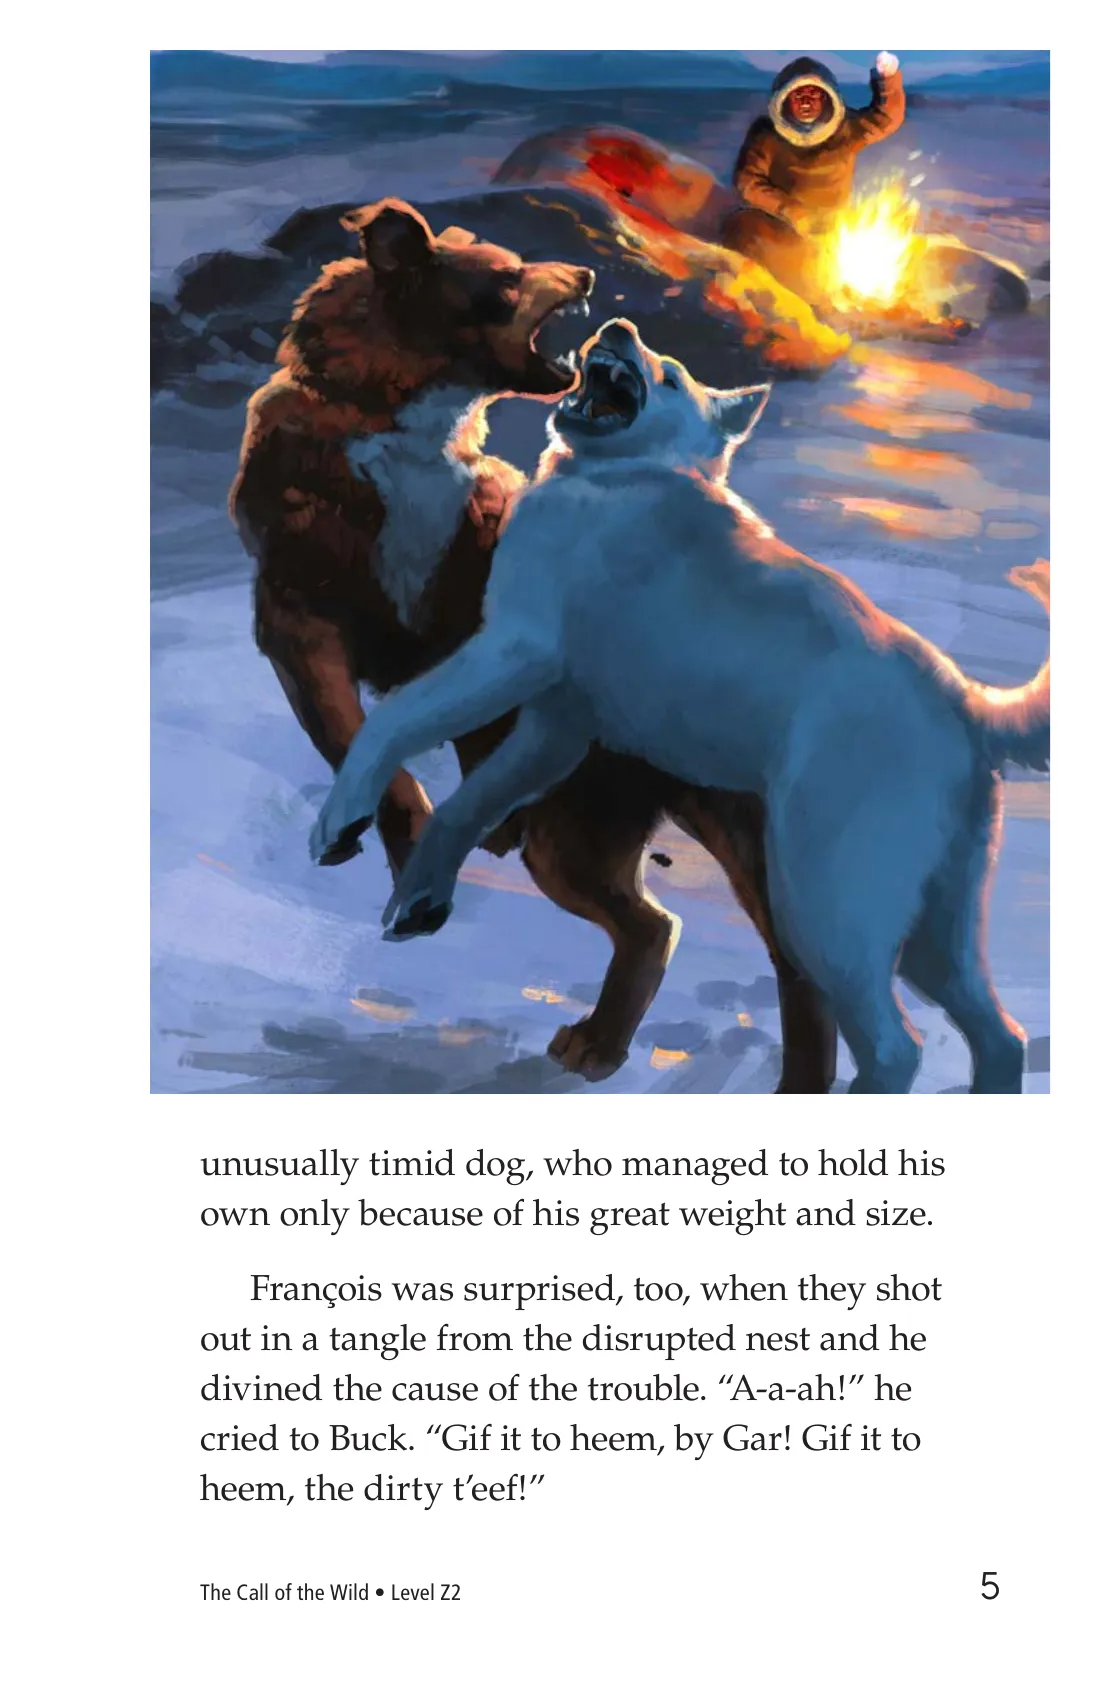 unusually timid dog, who managed to hold his
own only because of his great weight and size.
François was surprised, too, when they shot
out in a tangle from the disrupted nest and he
divined the cause of the trouble. “A-a-ah!” he
cried to Buck. “Gif it to heem, by Gar! Gif it to
heem, the dirty t’eef!”
The Call of the Wild • Level Z2
5